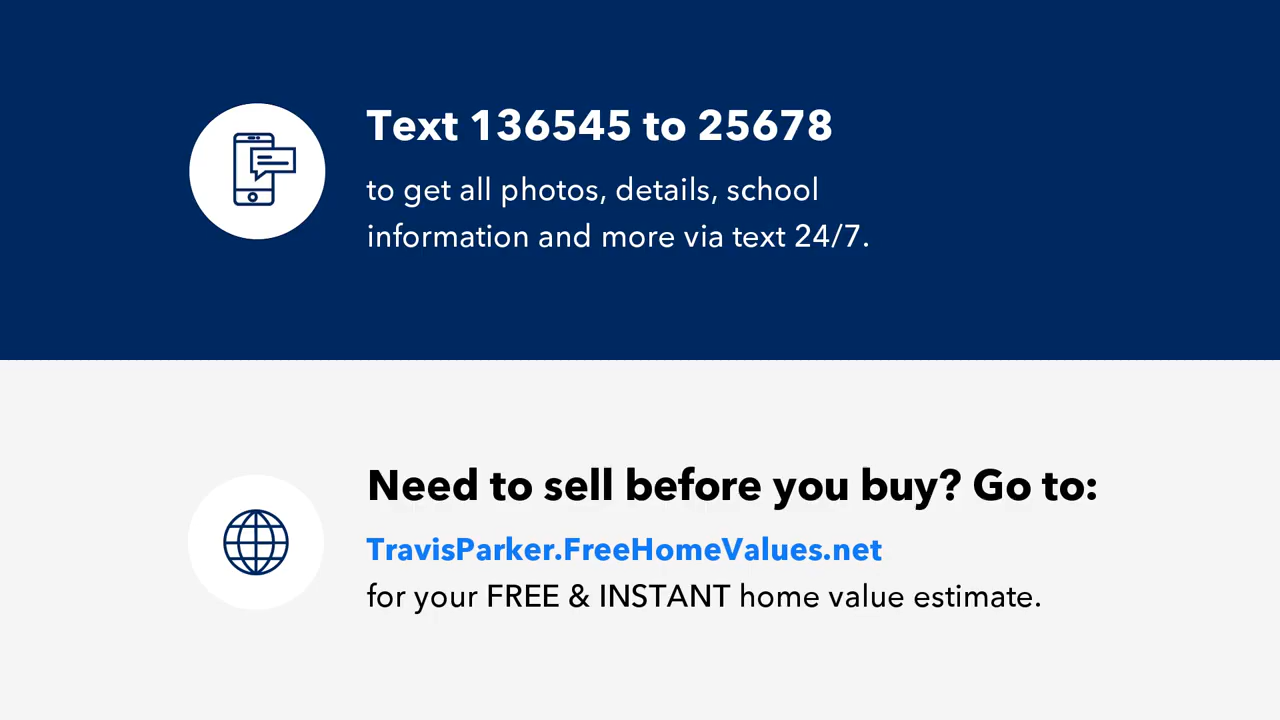 Text 136545 to 25678
to get all photos, details, school
information and more via text 24/7.
Need to sell before you buy? Go to:
TravisParker.FreeHomeValues.net
for your FREE & INSTANT home value estimate.